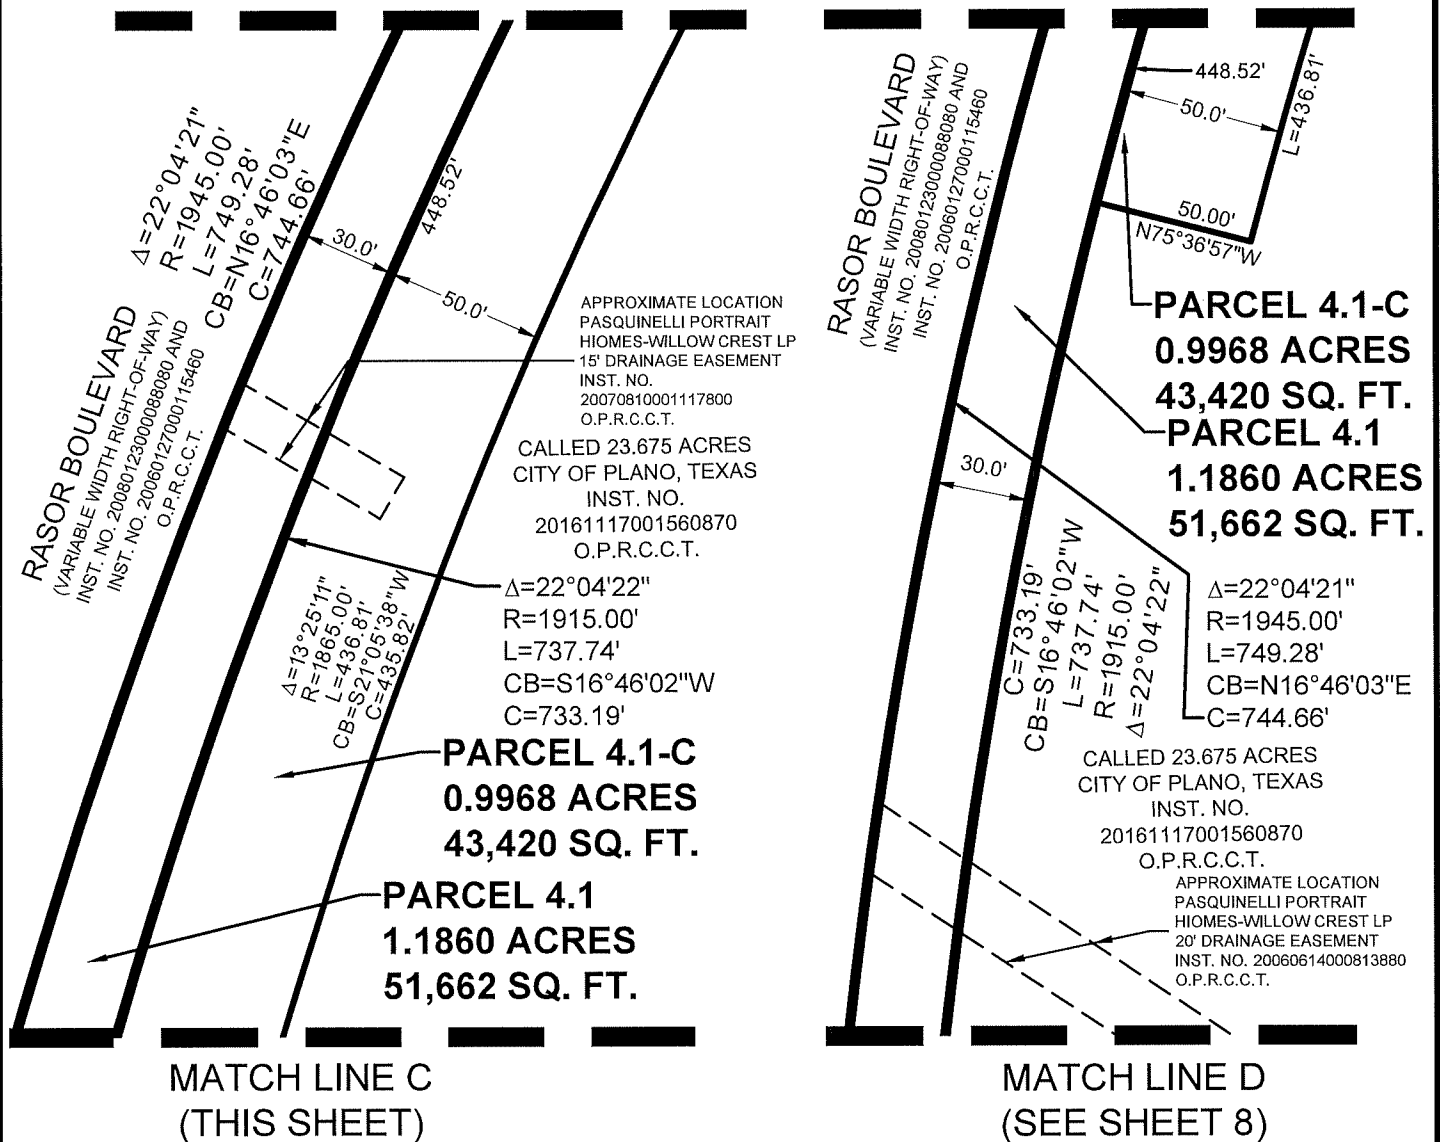 Δ=22°04'21"
R=1945.00'
L=749.28'
CB=N16°46'03"E
C=744.66'
RASOR BOULEVARD
(VARIABLE WIDTH RIGHT-OF-WAY)
INST. NO. 20080123000088080 AND
INST. NO. 20060127000115460
O.P.R.C.C.T.
448.52'
30.0'
50.0'
APPROXIMATE LOCATION
PASQUINELLI PORTRAIT
HIOMES-WILLOW CREST LP
15' DRAINAGE EASEMENT
INST. NO.
20070810001117800
O.P.R.C.C.T.
CALLED 23.675 ACRES
CITY OF PLANO, TEXAS
INST. NO.
20161117001560870
O.P.R.C.C.T.
Δ=13°25'11"
R=1865.00'
L=436.81'
CB=S21°05'38"W
C=435.82'
Δ=22°04'22"
R=1915.00'
L=737.74'
CB=S16°46'02"W
C=733.19'
PARCEL 4.1-C
0.9968 ACRES
43,420 SQ. FT.
PARCEL 4.1
1.1860 ACRES
51,662 SQ. FT.
MATCH LINE C
(THIS SHEET)
RASOR BOULEVARD
(VARIABLE WIDTH RIGHT-OF-WAY)
INST. NO. 20080123000088080 AND
INST. NO. 20060127000115460
O.P.R.C.C.T.
448.52'
50.0'
L=436.81'
50.00'
N75°36'57"W
PARCEL 4.1-C
0.9968 ACRES
43,420 SQ. FT.
PARCEL 4.1
1.1860 ACRES
51,662 SQ. FT.
30.0'
C=733.19'
CB=S16°46'02"W
L=737.74'
R=1915.00'
Δ=22°04'22"
Δ=22°04'21"
R=1945.00'
L=749.28'
CB=N16°46'03"E
C=744.66'
CALLED 23.675 ACRES
CITY OF PLANO, TEXAS
INST. NO.
20161117001560870
O.P.R.C.C.T.
APPROXIMATE LOCATION
PASQUINELLI PORTRAIT
HIOMES-WILLOW CREST LP
20' DRAINAGE EASEMENT
INST. NO. 20060614000813880
O.P.R.C.C.T.
MATCH LINE D
(SEE SHEET 8)